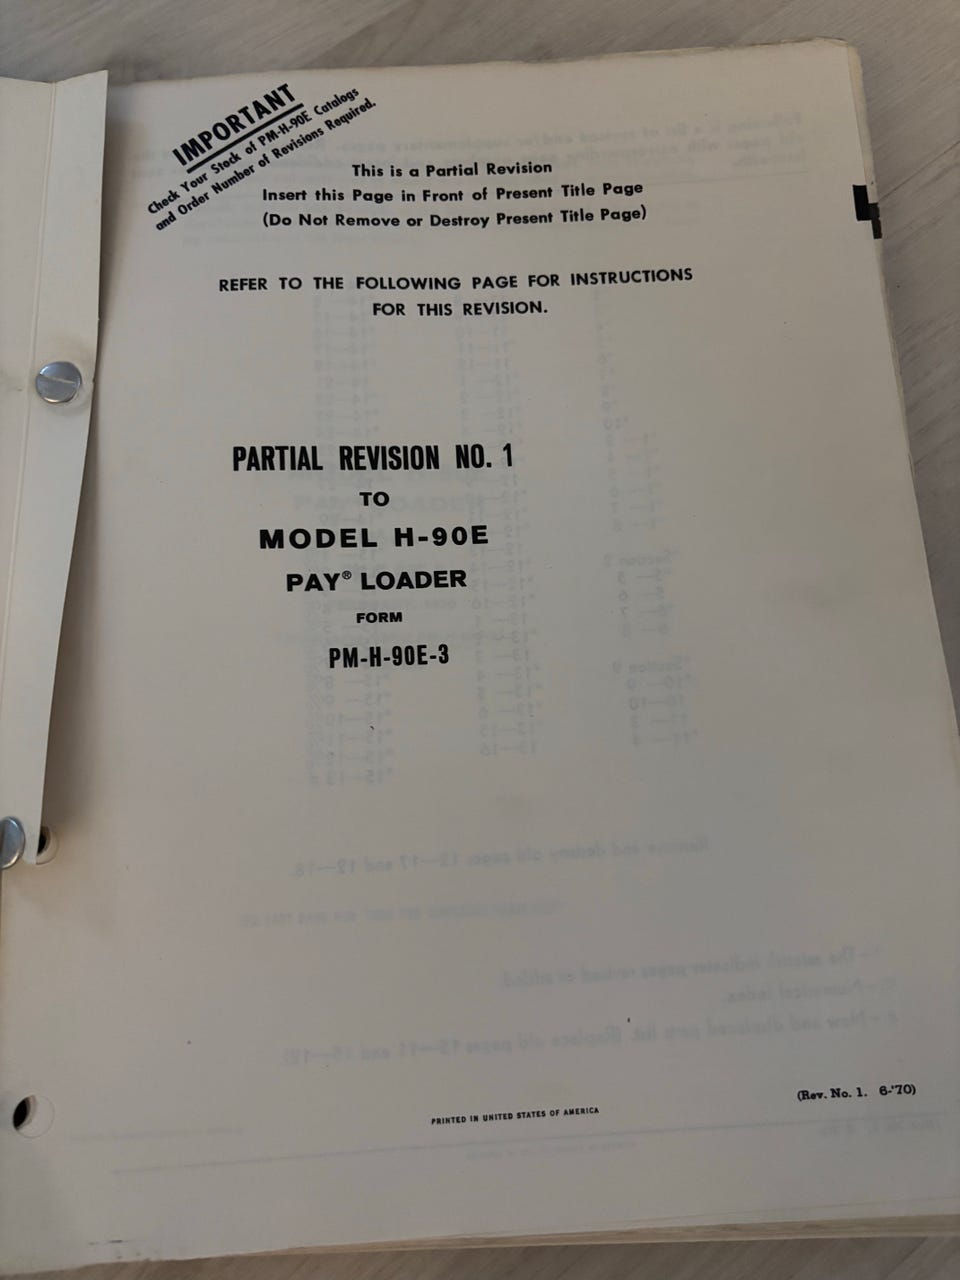 IMPORTANT
Check Your Stock of PM-H-90E Catalogs
and Order Number of Revisions Required.
This is a Partial Revision
Insert this Page in Front of Present Title Page
(Do Not Remove or Destroy Present Title Page)
REFER TO THE FOLLOWING PAGE FOR INSTRUCTIONS
FOR THIS REVISION.
PARTIAL REVISION NO. 1
TO
MODEL H-90E
PAY® LOADER
FORM
PM-H-90E-3
(Rev. No. 1. 6-'70)
PRINTED IN UNITED STATES OF AMERICA